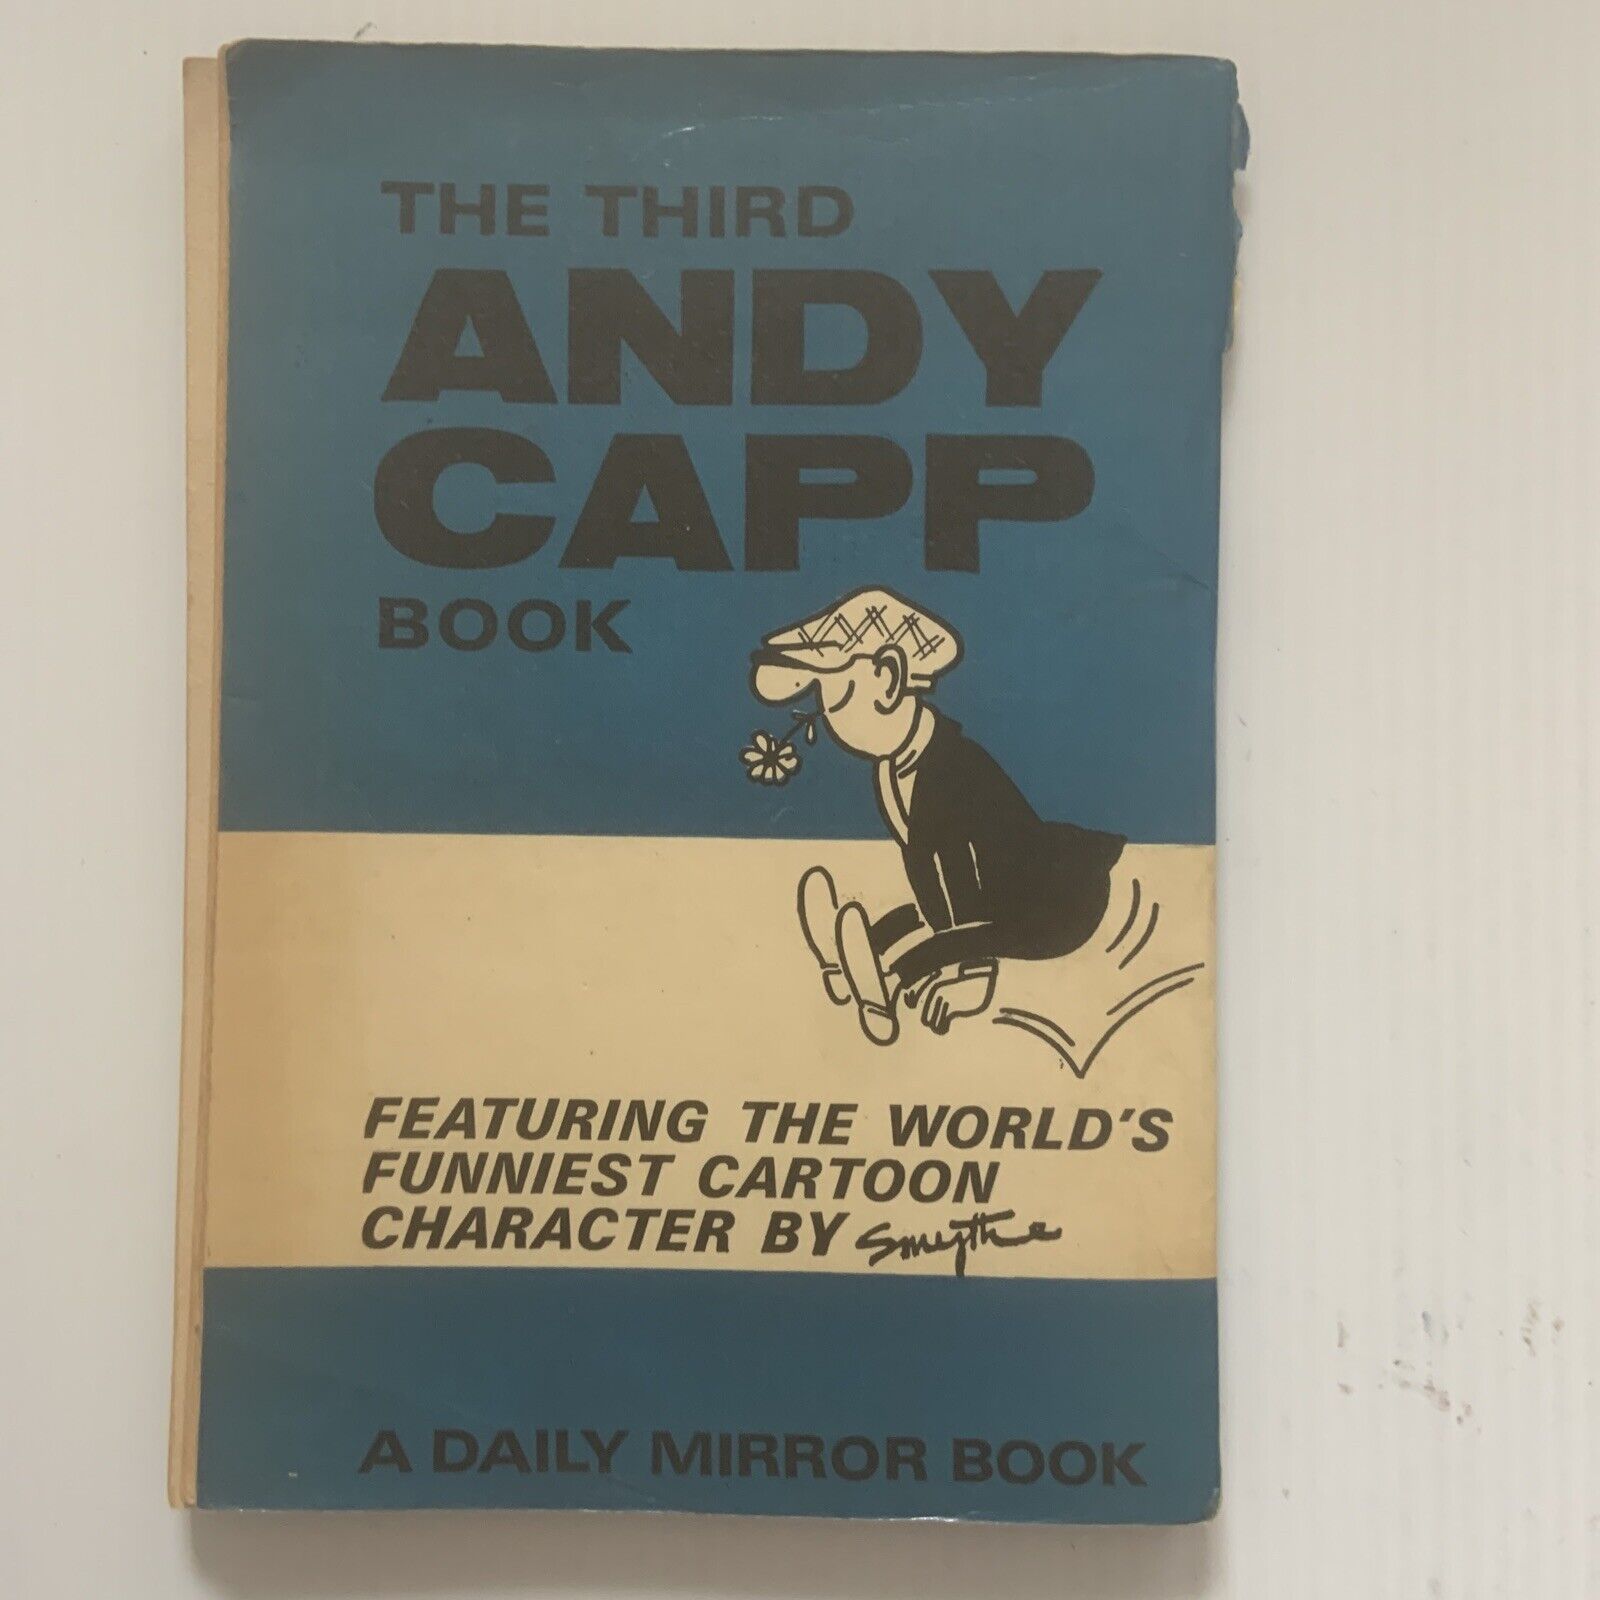 THE THIRD
ANDY
CAPP
BOOK
FEATURING THE WORLD'S
FUNNIEST CARTOON
CHARACTER BY Smythe
A DAILY MIRROR BOOK